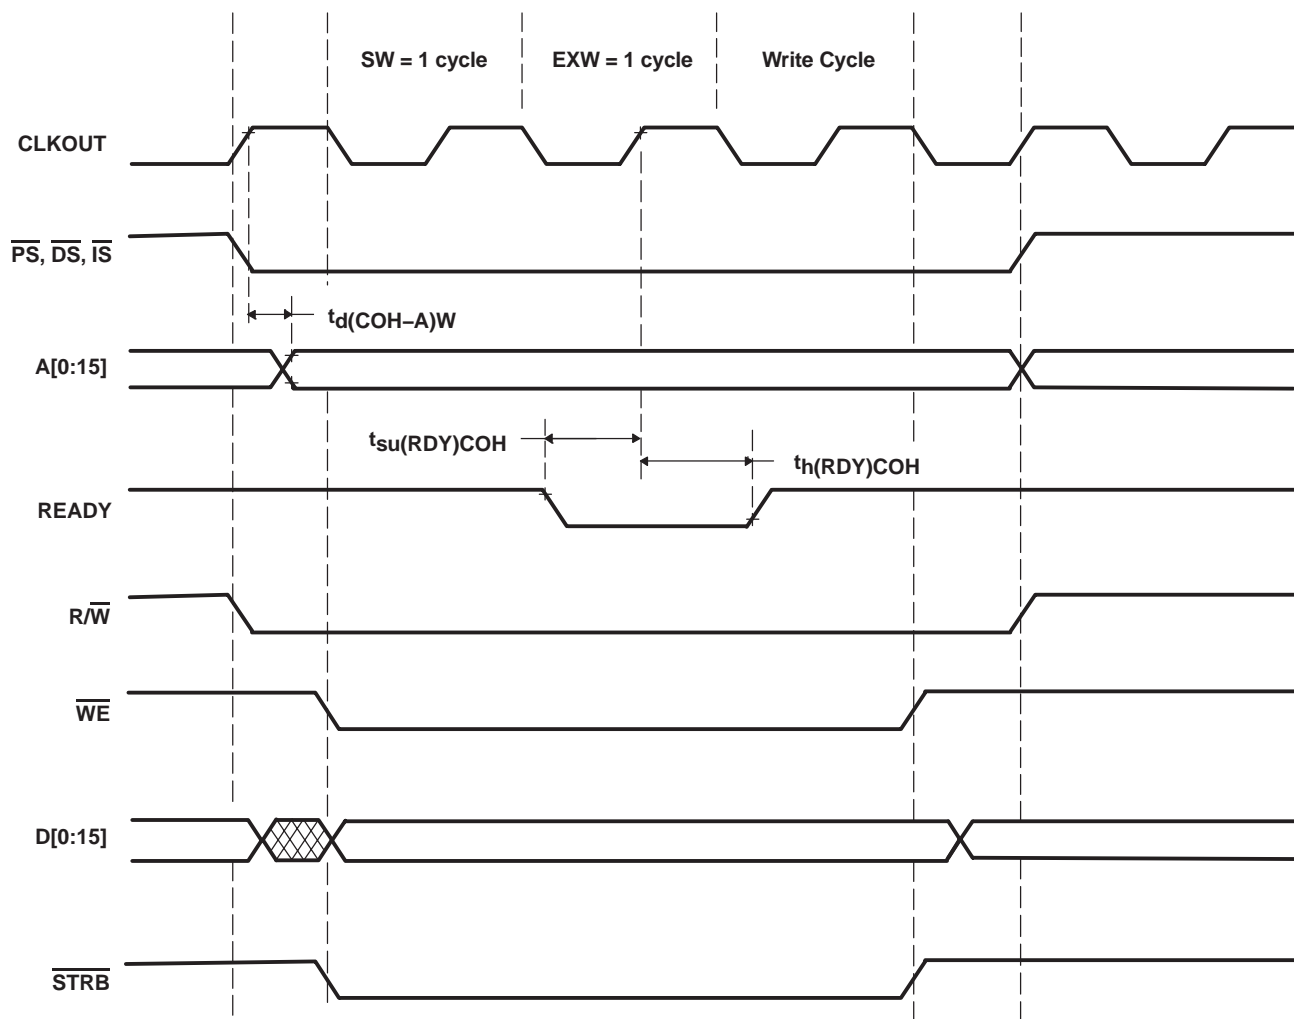 SW = 1 cycle EXW = 1 cycle Write Cycle
CLKOUT
PS, DS, IS
td(COH–A)W
A[0:15]
tsu(RDY)COH
th(RDY)COH
READY
R/W
WE
D[0:15]
STRB